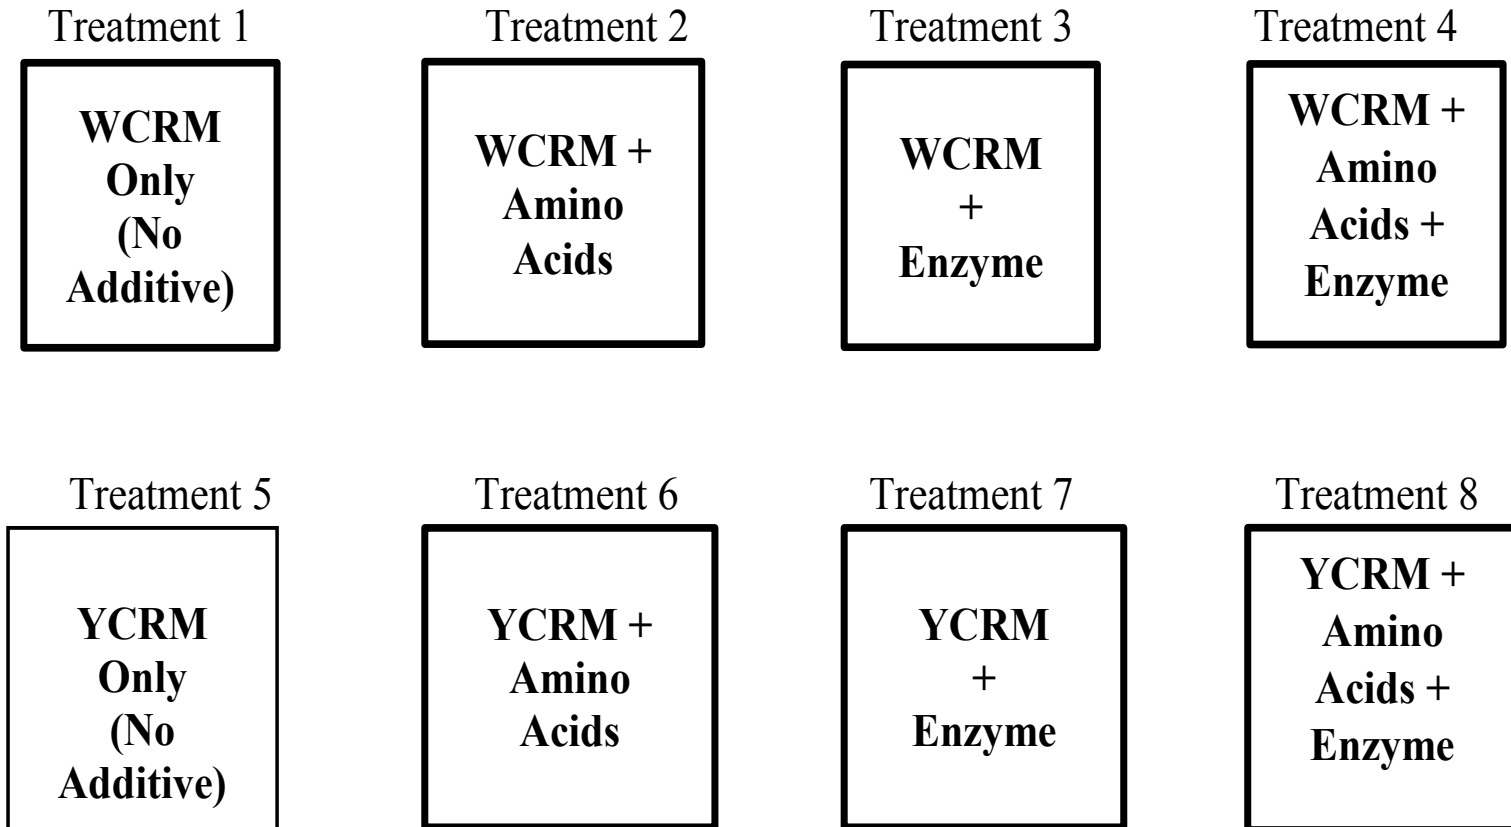 Treatment 1
WCRM
Only
(No
Additive)
Treatment 2
WCRM +
Amino
Acids
Treatment 3
WCRM
+
Enzyme
Treatment 4
WCRM +
Amino
Acids +
Enzyme
Treatment 5
YCRM
Only
(No
Additive)
Treatment 6
YCRM +
Amino
Acids
Treatment 7
YCRM
+
Enzyme
Treatment 8
YCRM +
Amino
Acids +
Enzyme